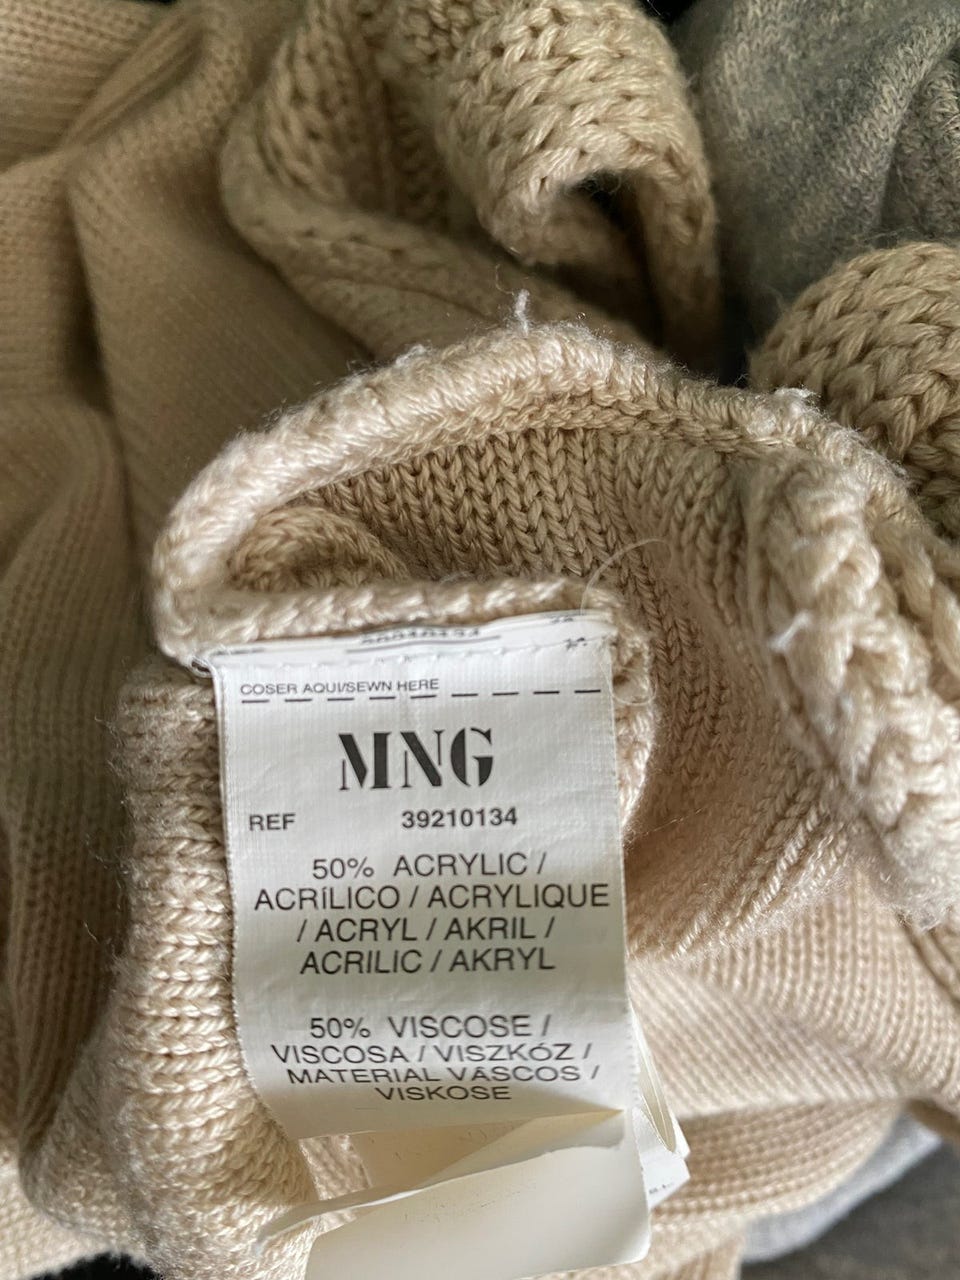 COSER AQUI/SEWN HERE
MNG
REF 39210134
50% ACRYLIC /
ACRÍLICO / ACRYLIQUE
/ ACRYL / AKRIL /
ACRILIC / AKRYL
50% VISCOSE /
VISCOSA / VISZKÓZ /
MATERIAL VÂSCOS /
VISKOSE